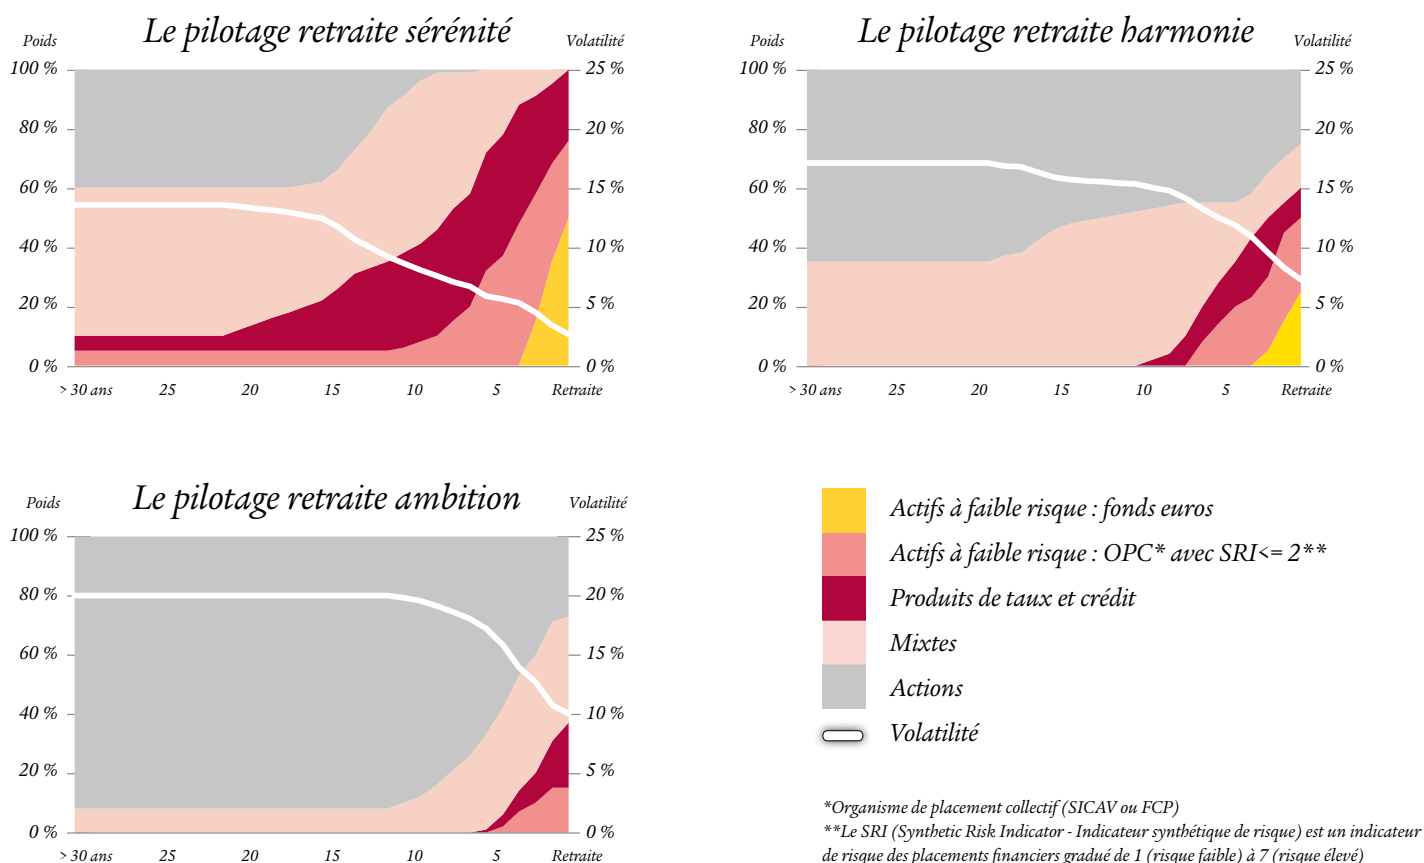 Le pilotage retraite sérénité
Poids
Volatilité
100 %
80 %
60 %
40 %
20 %
0 %
25 %
20 %
15 %
10 %
5 %
0 %
> 30 ans 25 20 15 10 5 Retraite
Le pilotage retraite harmonie
Poids
Volatilité
100 %
80 %
60 %
40 %
20 %
0 %
25 %
20 %
15 %
10 %
5 %
0 %
> 30 ans 25 20 15 10 5 Retraite
Le pilotage retraite ambition
Poids
Volatilité
100 %
80 %
60 %
40 %
20 %
0 %
25 %
20 %
15 %
10 %
5 %
0 %
> 30 ans 25 20 15 10 5 Retraite
Actifs à faible risque : fonds euros
Actifs à faible risque : OPC* avec SRI<= 2**
Produits de taux et crédit
Mixtes
Actions
Volatilité
*Organisme de placement collectif (SICAV ou FCP)
**Le SRI (Synthetic Risk Indicator - Indicateur synthétique de risque) est un indicateur
de risque des placements financiers gradué de 1 (risque faible) à 7 (risque élevé)